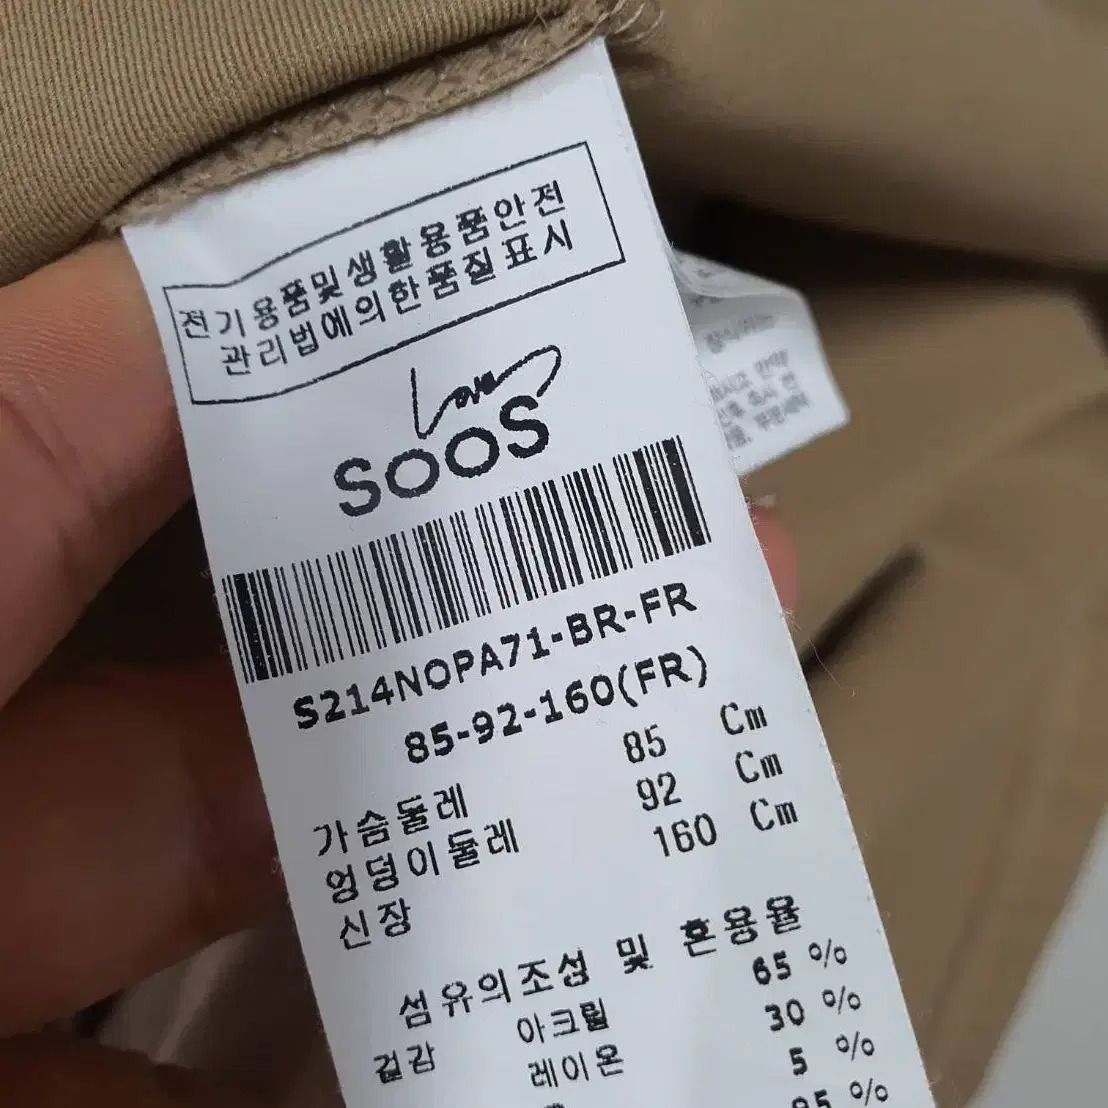 전기용품및생활용품안전
관리법에의한품질표시
SOOS
S214NOPA71-BR-FR
85-92-160(FR)
가슴둘레 85 Cm
엉덩이둘레 92 Cm
신장 160 Cm
섬유의조성 및 혼용율
겉감 아크릴 65 %
레이온 30 %
5 %
95 %